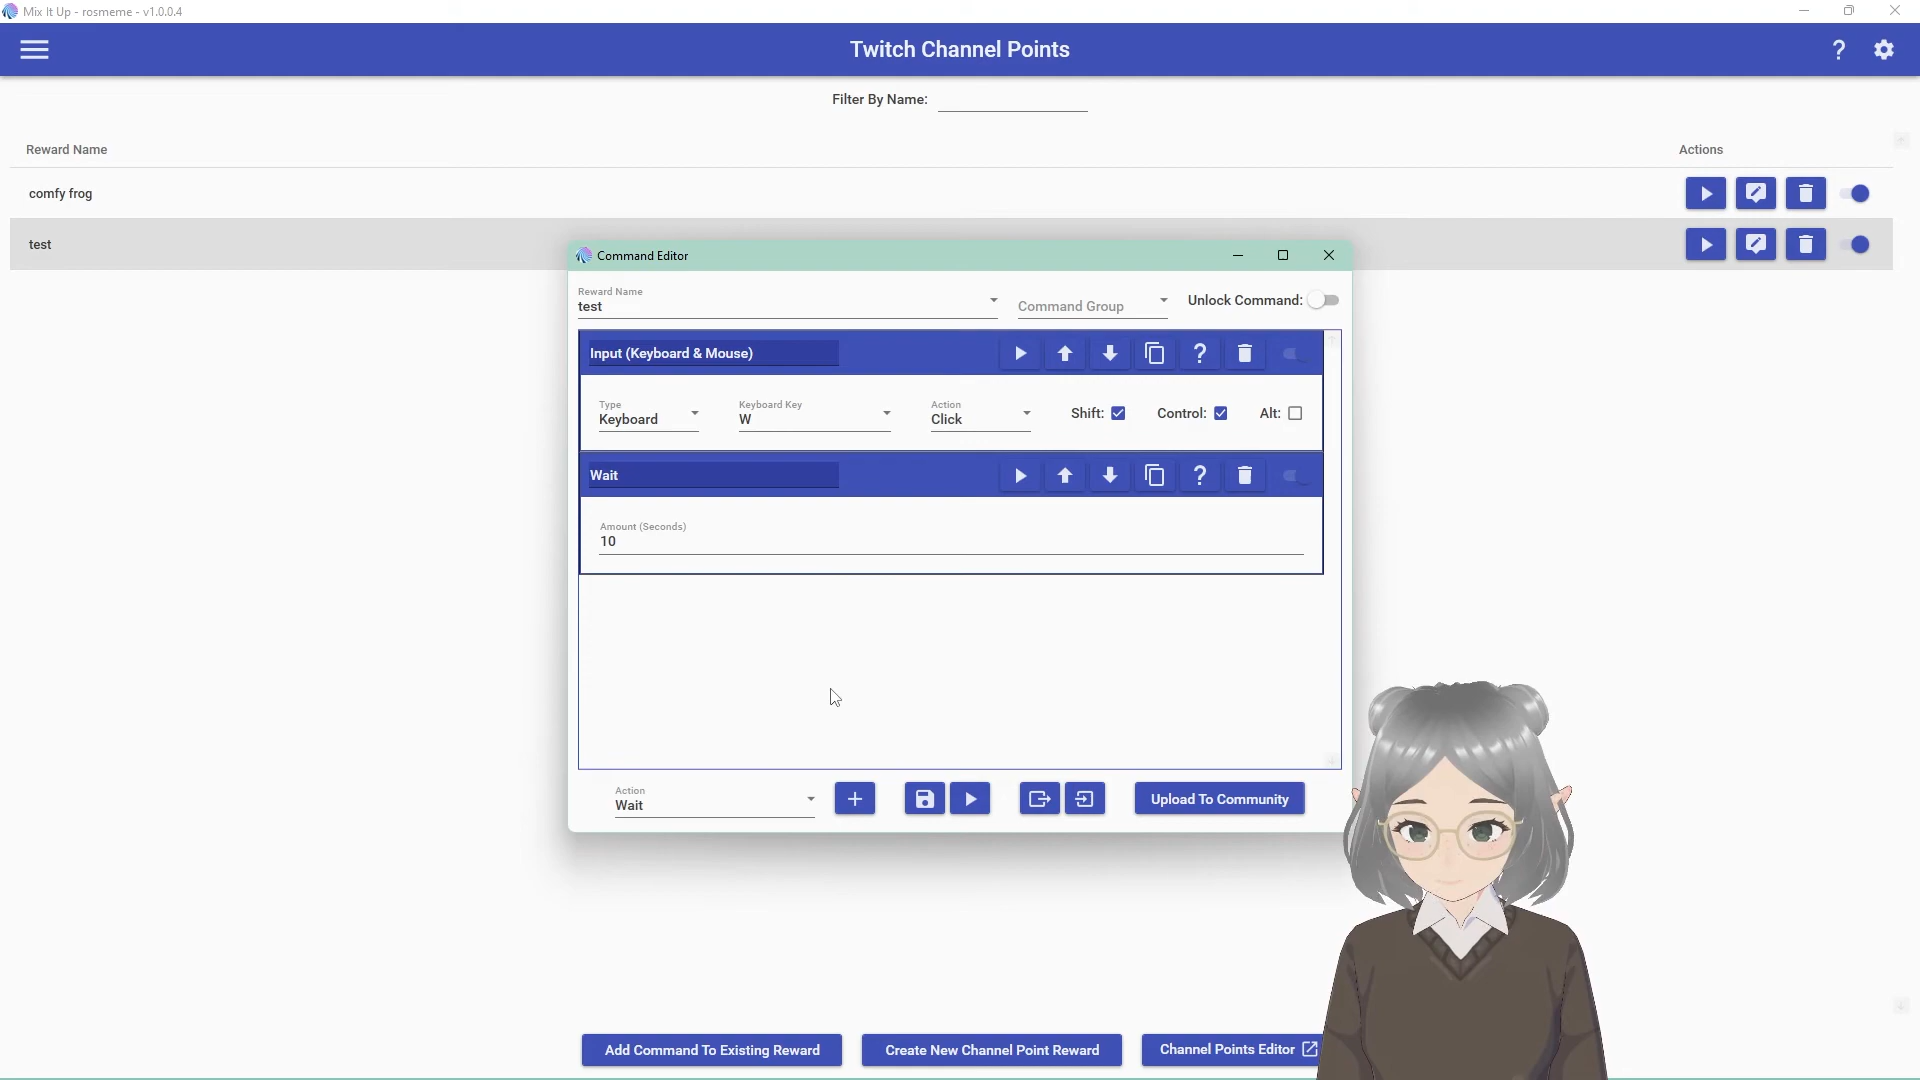 Mix It Up - rosmeme - v1.0.0.4
Twitch Channel Points
?
Filter By Name:
Reward Name
Actions
comfy frog
test
Command Editor
Reward Name
test
Command Group
Unlock Command:
Input (Keyboard & Mouse)
?
Type
Keyboard
Keyboard Key
W
Action
Click
Shift:
Control:
Alt:
Wait
?
Amount (Seconds)
10
Action
Wait
Upload To Community
Add Command To Existing Reward
Create New Channel Point Reward
Channel Points Editor